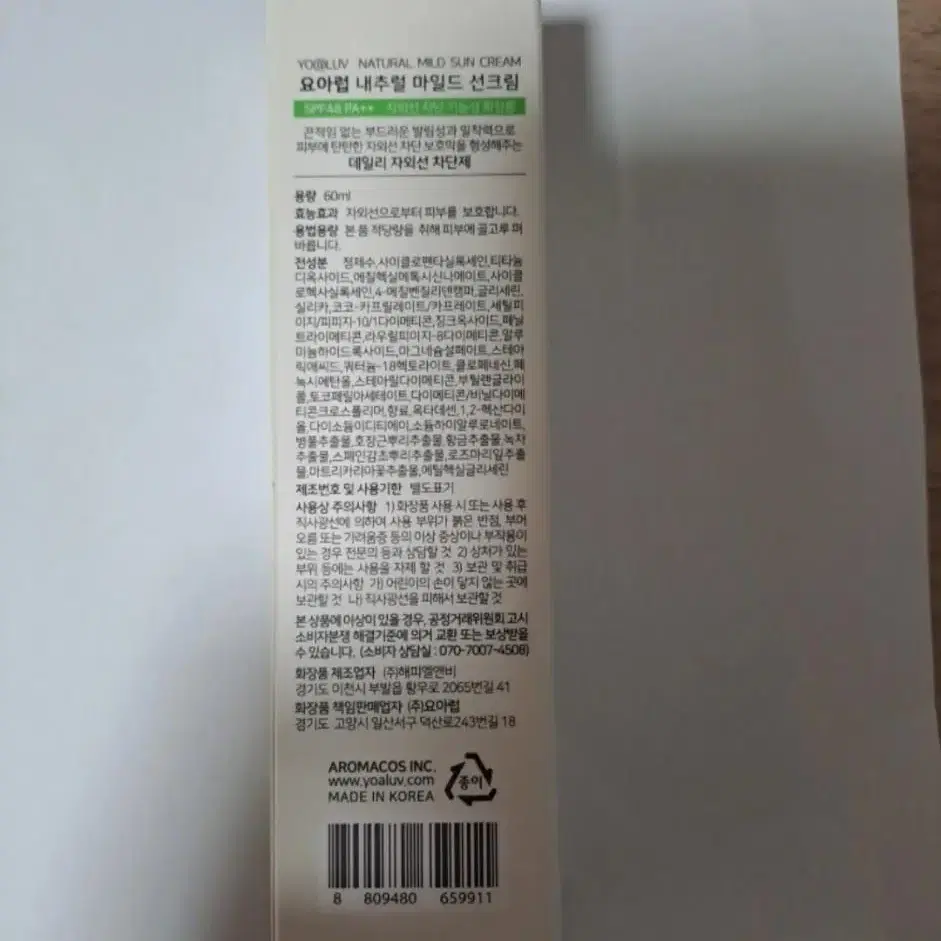 YO@LUV NATURAL MILD SUN CREAM
요아럽 내추럴 마일드 선크림
SPF48 PA++ 자외선 차단 기능성 화장품
끈적임 없는 부드러운 발림성과 밀착력으로
피부에 탄탄한 자외선 차단 보호막을 형성해주는
데일리 자외선 차단제
용량 60ml
효능효과 자외선으로부터 피부를 보호합니다.
용법용량 본 품 적당량을 취해 피부에 골고루 펴
바릅니다.
전성분 정제수,사이클로펜타실록세인,티타늄
디옥사이드,에칠헥실메톡시신나메이트,사이클
로헥사실록세인,4-메칠벤질리덴캠퍼,글리세린,
실리카,코코-카프릴레이트/카프레이트,세틸피
이지/피피지-10/1다이메티콘,징크옥사이드,페닐
트라이메티콘,라우릴피이지-8다이메티콘,알루
미늄하이드록사이드,마그네슘설페이트,스테아
릭애씨드,쿼터늄-18헥토라이트,클로페네신,페
녹시에탄올,스테아릴다이메티콘,부틸렌글라이
콜,토코페릴아세테이트,다이메티콘/비닐다이메
티콘크로스폴리머,향료,옥타데센,1,2-헥산다이
올,다이소듐이디티에이,소듐하이알루로네이트,
병풀추출물,호장근뿌리추출물,황금추출물,녹차
추출물,스페인감초뿌리추출물,로즈마리잎추출
물,마트리카리아꽃추출물,에틸헥실글리세린
제조번호 및 사용기한 별도표기
사용상 주의사항 1) 화장품 사용 시 또는 사용 후
직사광선에 의하여 사용 부위가 붉은 반점, 부어
오름 또는 가려움증 등의 이상 증상이나 부작용이
있는 경우 전문의 등과 상담할 것 2) 상처가 있는
부위 등에는 사용을 자제 할 것 3) 보관 및 취급
시의 주의사항 가) 어린이의 손이 닿지 않는 곳에
보관할 것 나) 직사광선을 피해서 보관할 것
본 상품에 이상이 있을 경우, 공정거래위원회 고시
소비자분쟁 해결기준에 의거 교환 또는 보상받을
수 있습니다. (소비자 상담실 : 070-7007-4508)
화장품 제조업자 (주)해피엘앤비
경기도 이천시 부발읍 황무로 2065번길 41
화장품 책임판매업자 (주)요아럽
경기도 고양시 일산서구 덕산로243번길 18
AROMACOS INC.
www.yoaluv.com
MADE IN KOREA
종이
8 809480 659911